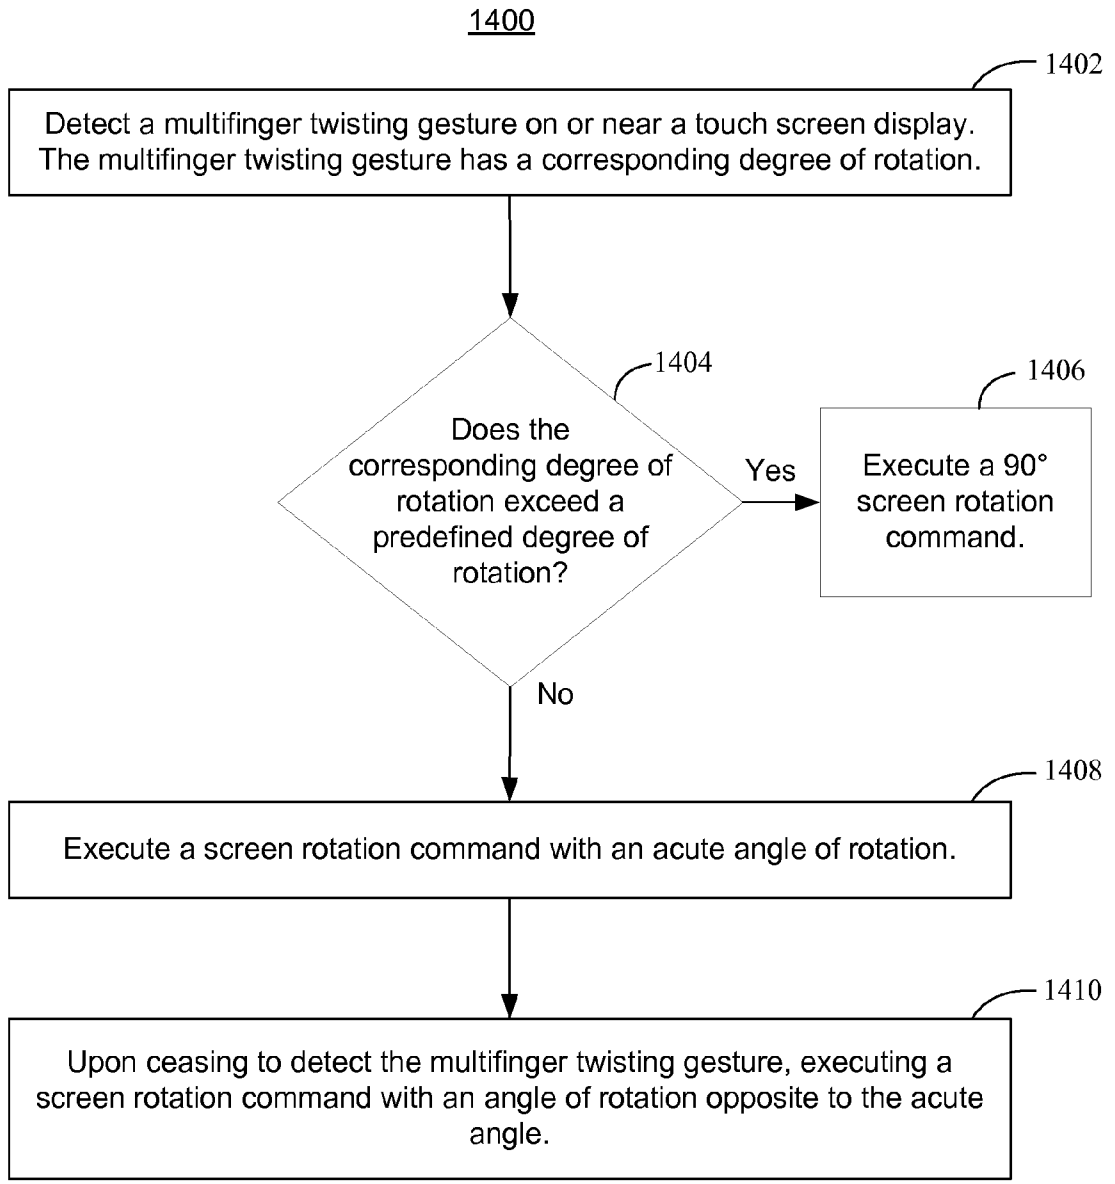 1400
1402
Detect a multifinger twisting gesture on or near a touch screen display.
The multifinger twisting gesture has a corresponding degree of rotation.
1404
Does the
corresponding degree of
rotation exceed a
predefined degree of
rotation?
Yes
1406
Execute a 90°
screen rotation
command.
No
1408
Execute a screen rotation command with an acute angle of rotation.
1410
Upon ceasing to detect the multifinger twisting gesture, executing a
screen rotation command with an angle of rotation opposite to the acute
angle.